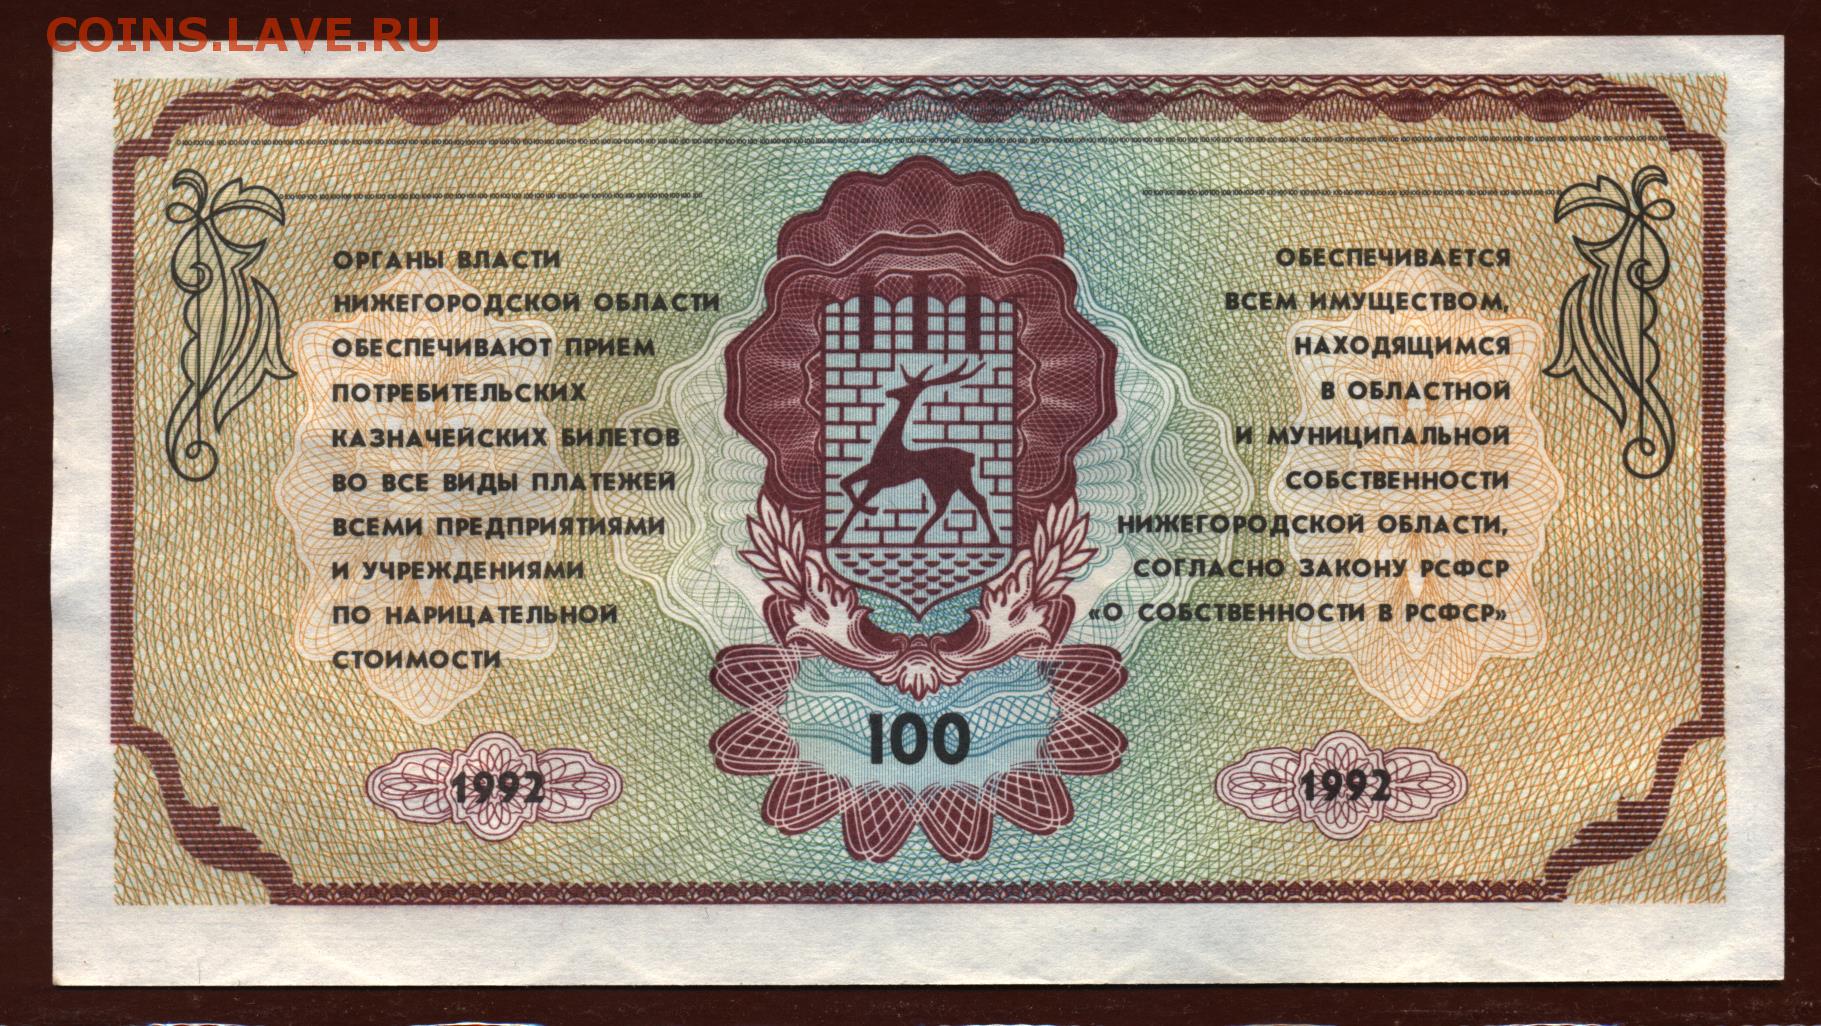 COINS.LAVE.RU
ОРГАНЫ ВЛАСТИ
НИЖЕГОРОДСКОЙ ОБЛАСТИ
ОБЕСПЕЧИВАЮТ ПРИЕМ
ПОТРЕБИТЕЛЬСКИХ
КАЗНАЧЕЙСКИХ БИЛЕТОВ
ВО ВСЕ ВИДЫ ПЛАТЕЖЕЙ
ВСЕМИ ПРЕДПРИЯТИЯМИ
И УЧРЕЖДЕНИЯМИ
ПО НАРИЦАТЕЛЬНОЙ
СТОИМОСТИ
ОБЕСПЕЧИВАЕТСЯ
ВСЕМ ИМУЩЕСТВОМ,
НАХОДЯЩИМСЯ
В ОБЛАСТНОЙ
И МУНИЦИПАЛЬНОЙ
СОБСТВЕННОСТИ
НИЖЕГОРОДСКОЙ ОБЛАСТИ,
СОГЛАСНО ЗАКОНУ РСФСР
«О СОБСТВЕННОСТИ В РСФСР»
100
1992
1992